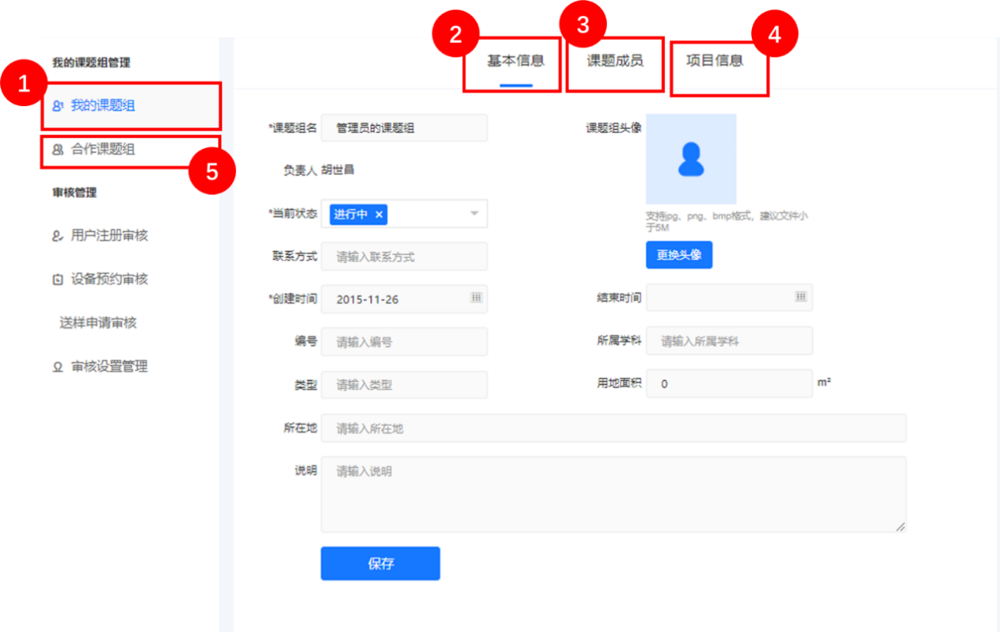 2
3
4
基本信息
课题成员
项目信息
我的课题组管理
1
我的课题组
合作课题组
5
审核管理
用户注册审核
设备预约审核
送样申请审核
审核设置管理
*课题组名 管理员的课题组
课题组头像
负责人 胡世昌
*当前状态 进行中 ×
支持jpg、png、bmp格式，建议文件小
于5M
更换头像
联系方式 请输入联系方式
*创建时间 2015-11-26
结束时间
编号 请输入编号
所属学科 请输入所属学科
类型 请输入类型
用地面积 0 m²
所在地 请输入所在地
说明 请输入说明
保存